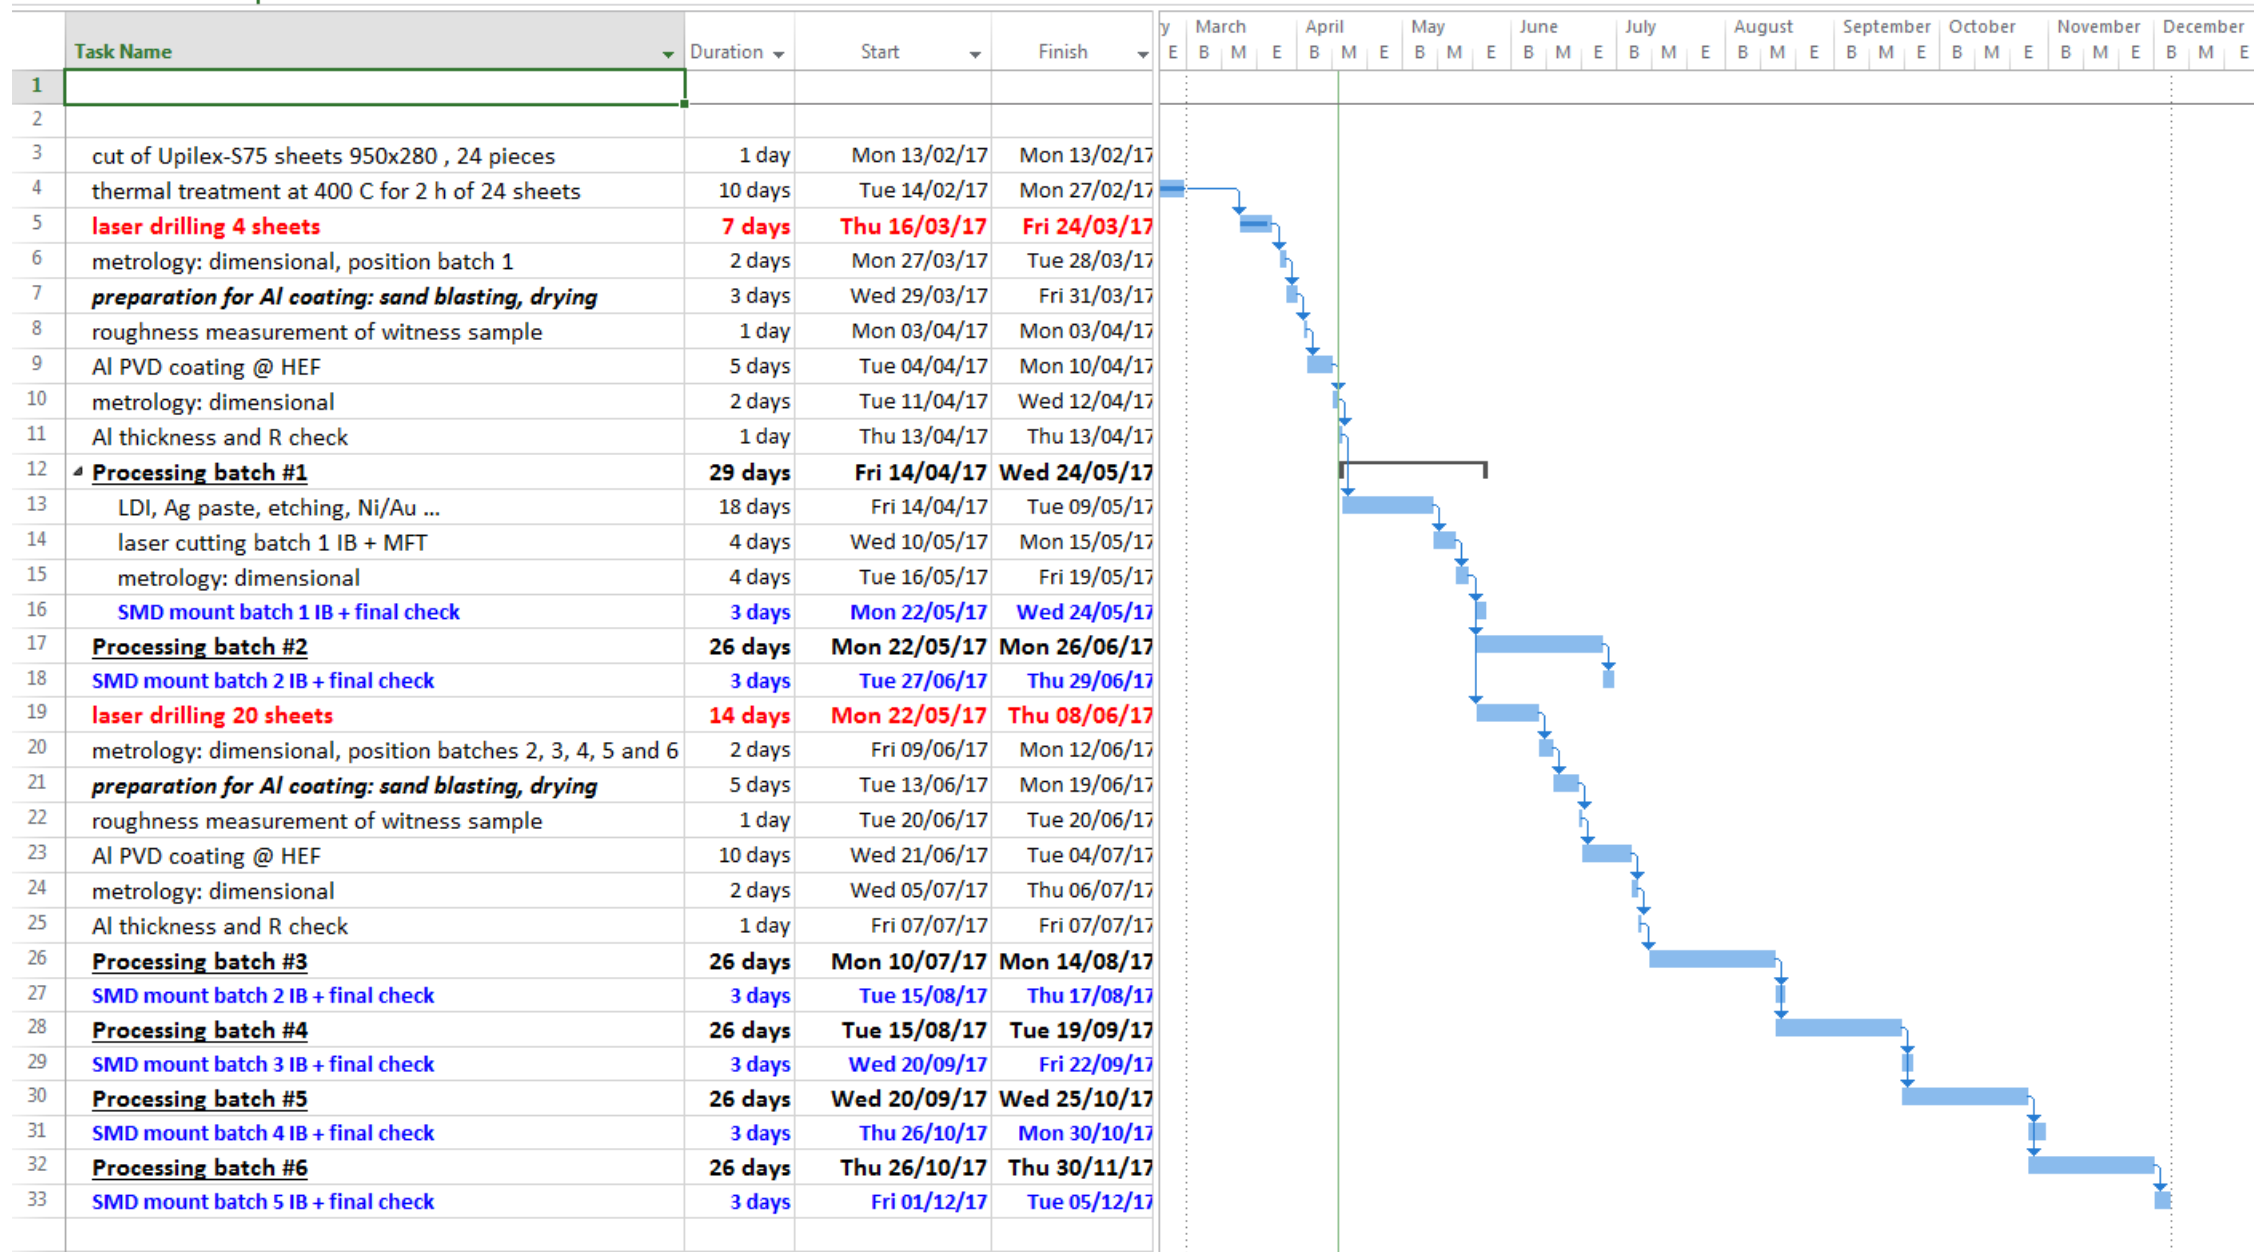 y March April May June July August September October November December
Task Name Duration Start Finish E B M E B M E B M E B M E B M E B M E B M E B M E B M E B M E
1
2
3 cut of Upilex-S75 sheets 950x280 , 24 pieces 1 day Mon 13/02/17 Mon 13/02/17
4 thermal treatment at 400 C for 2 h of 24 sheets 10 days Tue 14/02/17 Mon 27/02/17
5 laser drilling 4 sheets 7 days Thu 16/03/17 Fri 24/03/17
6 metrology: dimensional, position batch 1 2 days Mon 27/03/17 Tue 28/03/17
7 preparation for Al coating: sand blasting, drying 3 days Wed 29/03/17 Fri 31/03/17
8 roughness measurement of witness sample 1 day Mon 03/04/17 Mon 03/04/17
9 Al PVD coating @ HEF 5 days Tue 04/04/17 Mon 10/04/17
10 metrology: dimensional 2 days Tue 11/04/17 Wed 12/04/17
11 Al thickness and R check 1 day Thu 13/04/17 Thu 13/04/17
12 Processing batch #1 29 days Fri 14/04/17 Wed 24/05/17
13 LDI, Ag paste, etching, Ni/Au ... 18 days Fri 14/04/17 Tue 09/05/17
14 laser cutting batch 1 IB + MFT 4 days Wed 10/05/17 Mon 15/05/17
15 metrology: dimensional 4 days Tue 16/05/17 Fri 19/05/17
16 SMD mount batch 1 IB + final check 3 days Mon 22/05/17 Wed 24/05/17
17 Processing batch #2 26 days Mon 22/05/17 Mon 26/06/17
18 SMD mount batch 2 IB + final check 3 days Tue 27/06/17 Thu 29/06/17
19 laser drilling 20 sheets 14 days Mon 22/05/17 Thu 08/06/17
20 metrology: dimensional, position batches 2, 3, 4, 5 and 6 2 days Fri 09/06/17 Mon 12/06/17
21 preparation for Al coating: sand blasting, drying 5 days Tue 13/06/17 Mon 19/06/17
22 roughness measurement of witness sample 1 day Tue 20/06/17 Tue 20/06/17
23 Al PVD coating @ HEF 10 days Wed 21/06/17 Tue 04/07/17
24 metrology: dimensional 2 days Wed 05/07/17 Thu 06/07/17
25 Al thickness and R check 1 day Fri 07/07/17 Fri 07/07/17
26 Processing batch #3 26 days Mon 10/07/17 Mon 14/08/17
27 SMD mount batch 2 IB + final check 3 days Tue 15/08/17 Thu 17/08/17
28 Processing batch #4 26 days Tue 15/08/17 Tue 19/09/17
29 SMD mount batch 3 IB + final check 3 days Wed 20/09/17 Fri 22/09/17
30 Processing batch #5 26 days Wed 20/09/17 Wed 25/10/17
31 SMD mount batch 4 IB + final check 3 days Thu 26/10/17 Mon 30/10/17
32 Processing batch #6 26 days Thu 26/10/17 Thu 30/11/17
33 SMD mount batch 5 IB + final check 3 days Fri 01/12/17 Tue 05/12/17